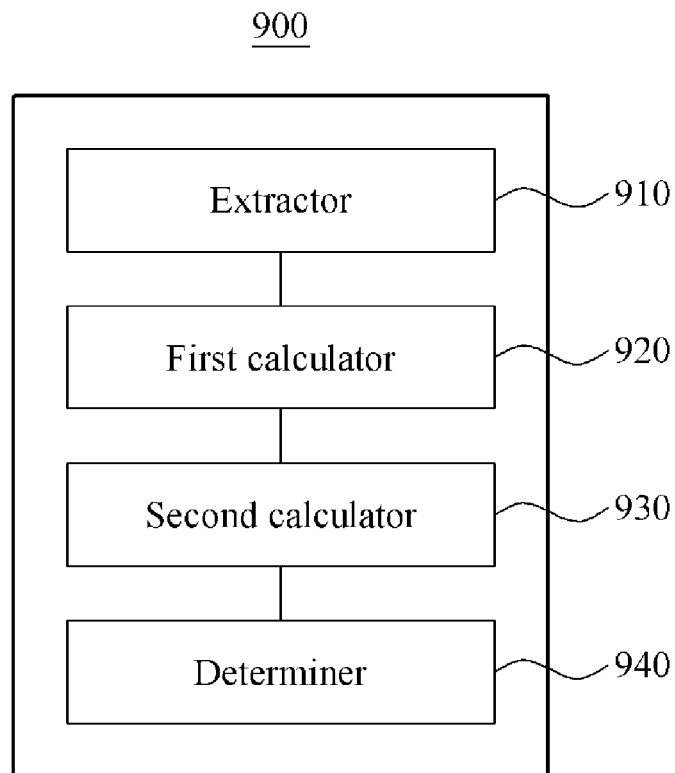 900
Extractor
910
First calculator
920
Second calculator
930
Determiner
940